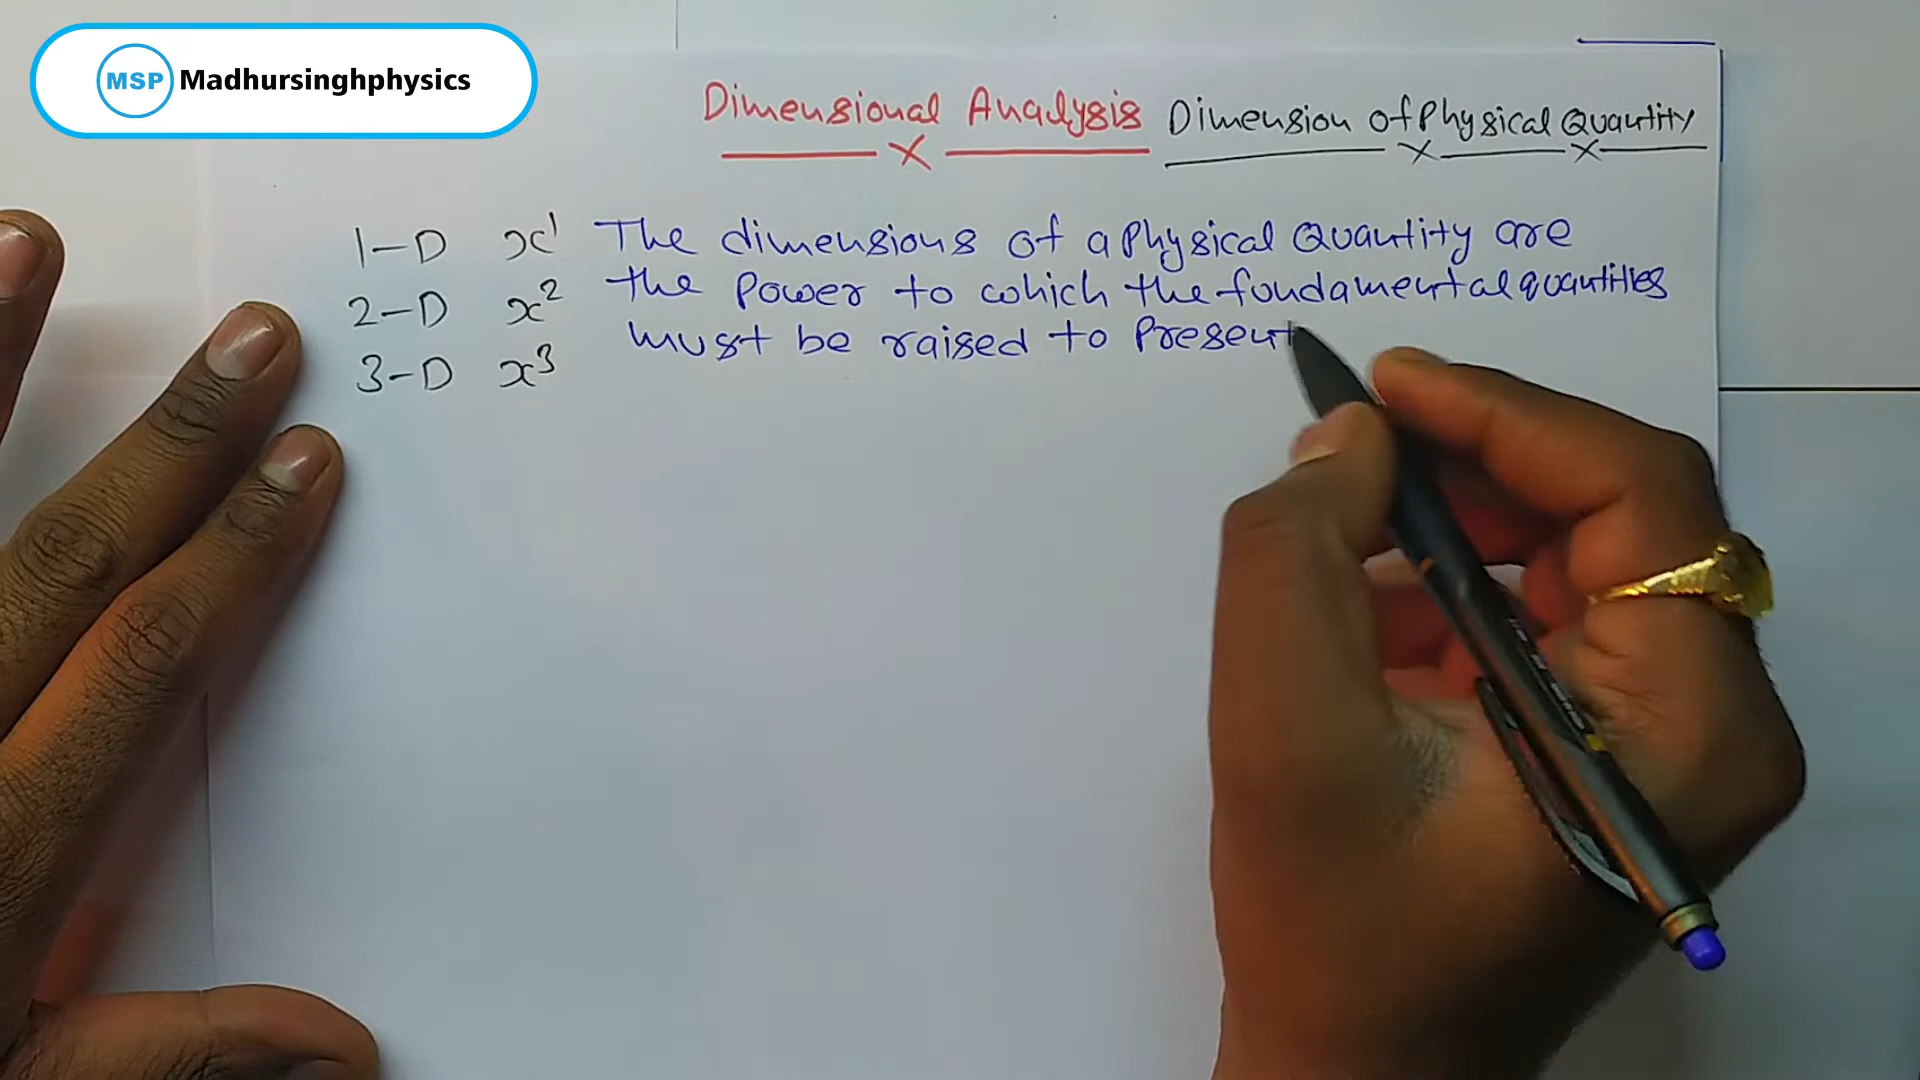 MSP Madhursinghphysics
Dimensional Analysis Dimension of Physical Quantity
1-D x¹ The dimensions of a Physical Quantity are
2-D x² the Power to which the fundamental quantities
3-D x³ must be raised to Present